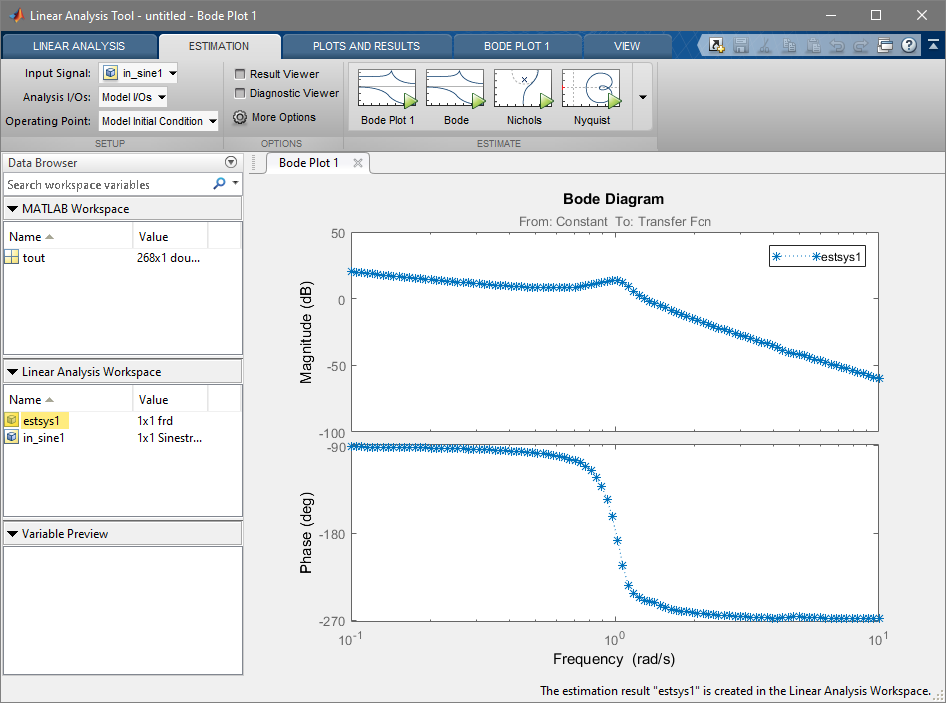 Linear Analysis Tool - untitled - Bode Plot 1
LINEAR ANALYSIS ESTIMATION PLOTS AND RESULTS BODE PLOT 1 VIEW
Input Signal: in_sine1
Analysis I/Os: Model I/Os
Operating Point: Model Initial Condition
SETUP
Result Viewer
Diagnostic Viewer
More Options
OPTIONS
Bode Plot 1 Bode Nichols Nyquist
ESTIMATE
Data Browser
Search workspace variables
MATLAB Workspace
Name Value
tout 268x1 dou...
Linear Analysis Workspace
Name Value
estsys1 1x1 frd
in_sine1 1x1 Sinestr...
Variable Preview
Bode Plot 1
Bode Diagram
From: Constant To: Transfer Fcn
estsys1
Magnitude (dB)
50
0
-50
-100
Phase (deg)
-90
-180
-270
10-1 100 101
Frequency (rad/s)
The estimation result "estsys1" is created in the Linear Analysis Workspace.